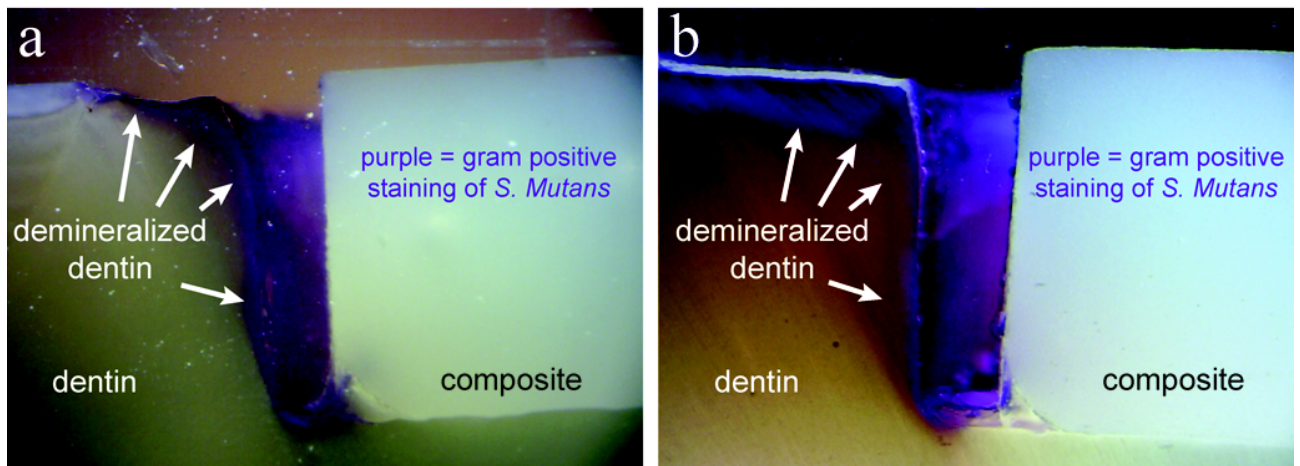 a
purple = gram positive
staining of S. Mutans
demineralized
dentin
dentin
composite
b
purple = gram positive
staining of S. Mutans
demineralized
dentin
dentin
composite